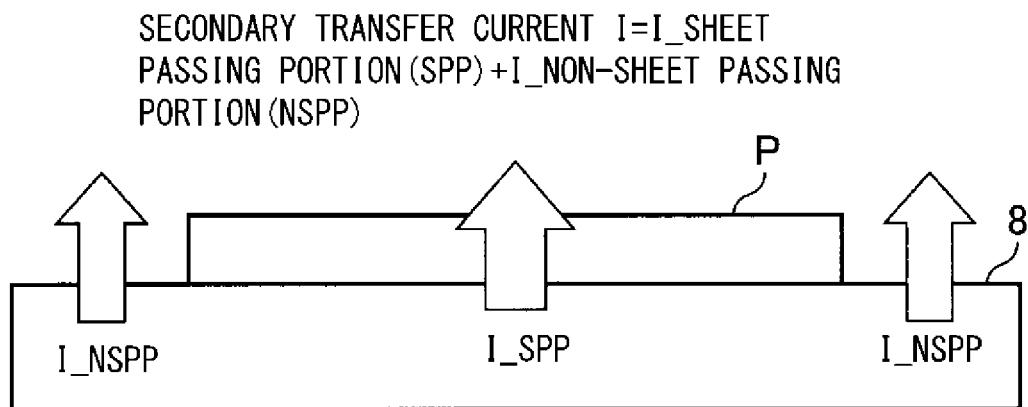 SECONDARY TRANSFER CURRENT I=I_SHEET
PASSING PORTION(SPP)+I_NON-SHEET PASSING
PORTION(NSPP)
P
8
I_NSPP
I_SPP
I_NSPP